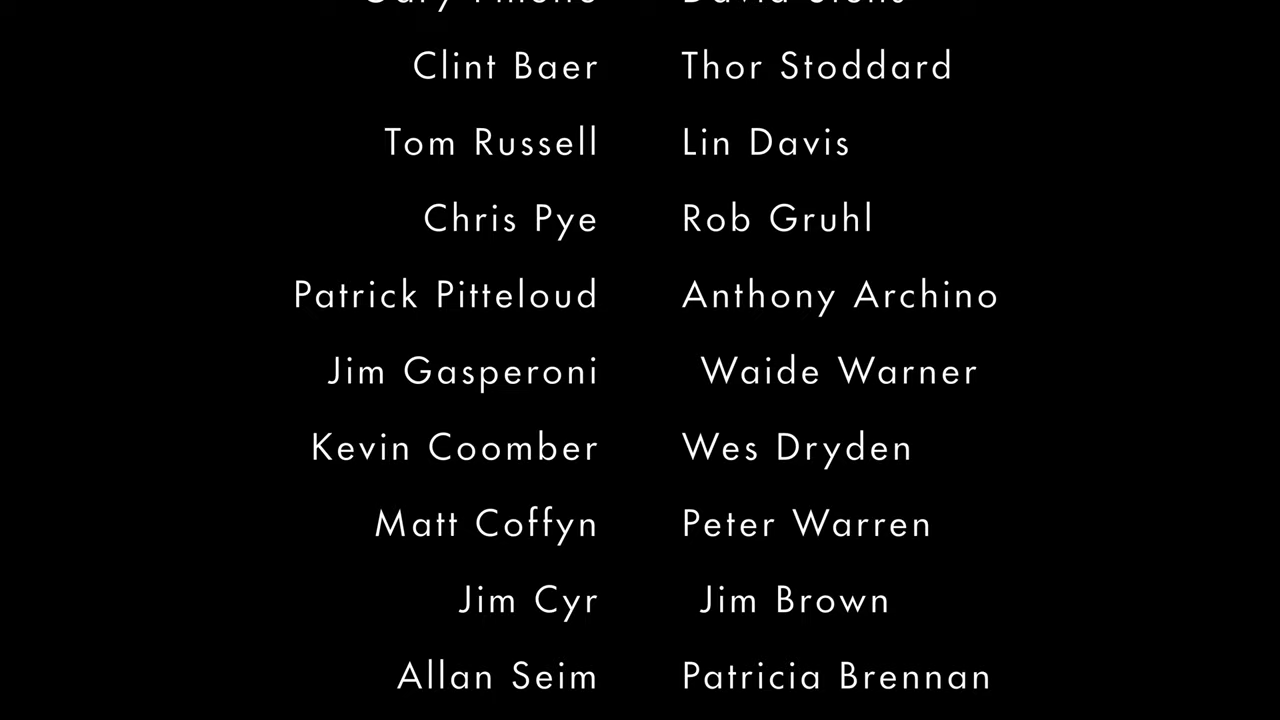 Clint Baer Thor Stoddard
Tom Russell Lin Davis
Chris Pye Rob Gruhl
Patrick Pitteloud Anthony Archino
Jim Gasperoni Waide Warner
Kevin Coomber Wes Dryden
Matt Coffyn Peter Warren
Jim Cyr Jim Brown
Allan Seim Patricia Brennan